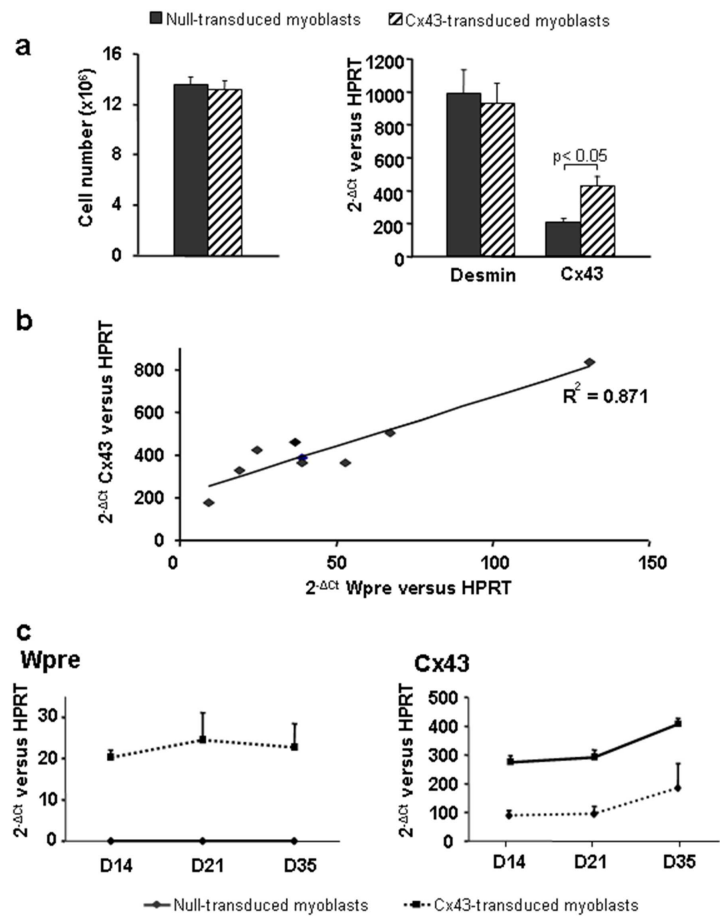 Null-transduced myoblasts Cx43-transduced myoblasts
a
Cell number (x10⁶)
16
12
8
4
0
2⁻ΔCt versus HPRT
1200
1000
800
600
400
200
0
p< 0.05
Desmin Cx43
b
2⁻ΔCt Cx43 versus HPRT
800
600
400
200
0
R² = 0.871
0 50 100 150
2⁻ΔCt Wpre versus HPRT
c
Wpre
2⁻ΔCt versus HPRT
30
20
10
0
D14 D21 D35
Cx43
2⁻ΔCt versus HPRT
500
400
300
200
100
0
D14 D21 D35
Null-transduced myoblasts Cx43-transduced myoblasts